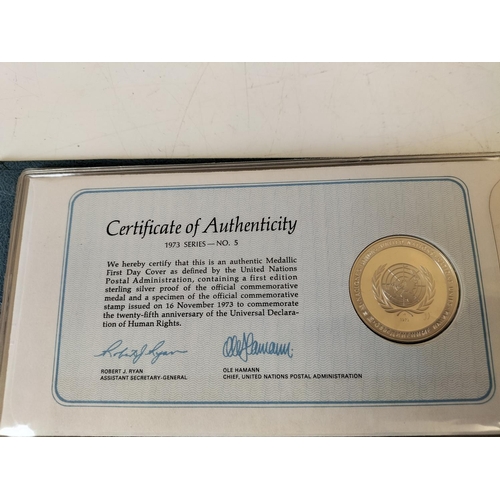 Certificate of Authenticity
1973 SERIES — NO. 5
We hereby certify that this is an authentic Medallic
First Day Cover as defined by the United Nations
Postal Administration, containing a first edition
sterling silver proof of the official commemorative
medal and a specimen of the official commemorative
stamp issued on 16 November 1973 to commemorate
the twenty-fifth anniversary of the Universal Declara-
tion of Human Rights.
Robert J. Ryan
ROBERT J. RYAN
ASSISTANT SECRETARY-GENERAL
Ole Hamann.
OLE HAMANN
CHIEF, UNITED NATIONS POSTAL ADMINISTRATION